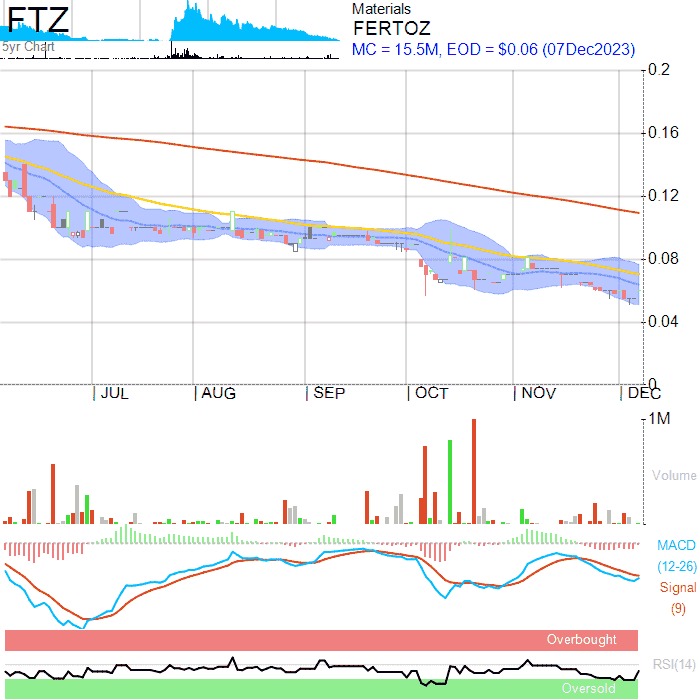 FTZ
5yr Chart
Materials
FERTOZ
MC = 15.5M, EOD = $0.06 (07Dec2023)
0.2
0.16
0.12
0.08
0.04
0
JUL AUG SEP OCT NOV DEC
1M
Volume
MACD
(12-26)
Signal
(9)
Overbought
RSI(14)
Oversold